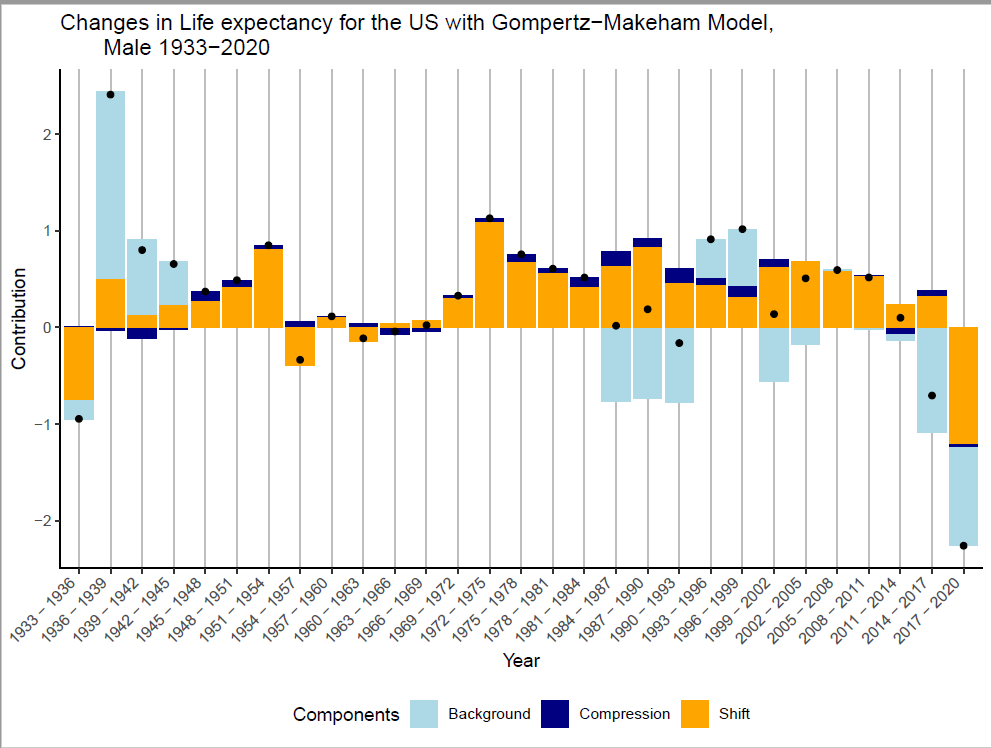 Changes in Life expectancy for the US with Gompertz−Makeham Model,
Male 1933−2020
Contribution
2
1
0
−1
−2
1933 − 1936
1936 − 1939
1939 − 1942
1942 − 1945
1945 − 1948
1948 − 1951
1951 − 1954
1954 − 1957
1957 − 1960
1960 − 1963
1963 − 1966
1966 − 1969
1969 − 1972
1972 − 1975
1975 − 1978
1978 − 1981
1981 − 1984
1984 − 1987
1987 − 1990
1990 − 1993
1993 − 1996
1996 − 1999
1999 − 2002
2002 − 2005
2005 − 2008
2008 − 2011
2011 − 2014
2014 − 2017
2017 − 2020
Year
Components Background Compression Shift